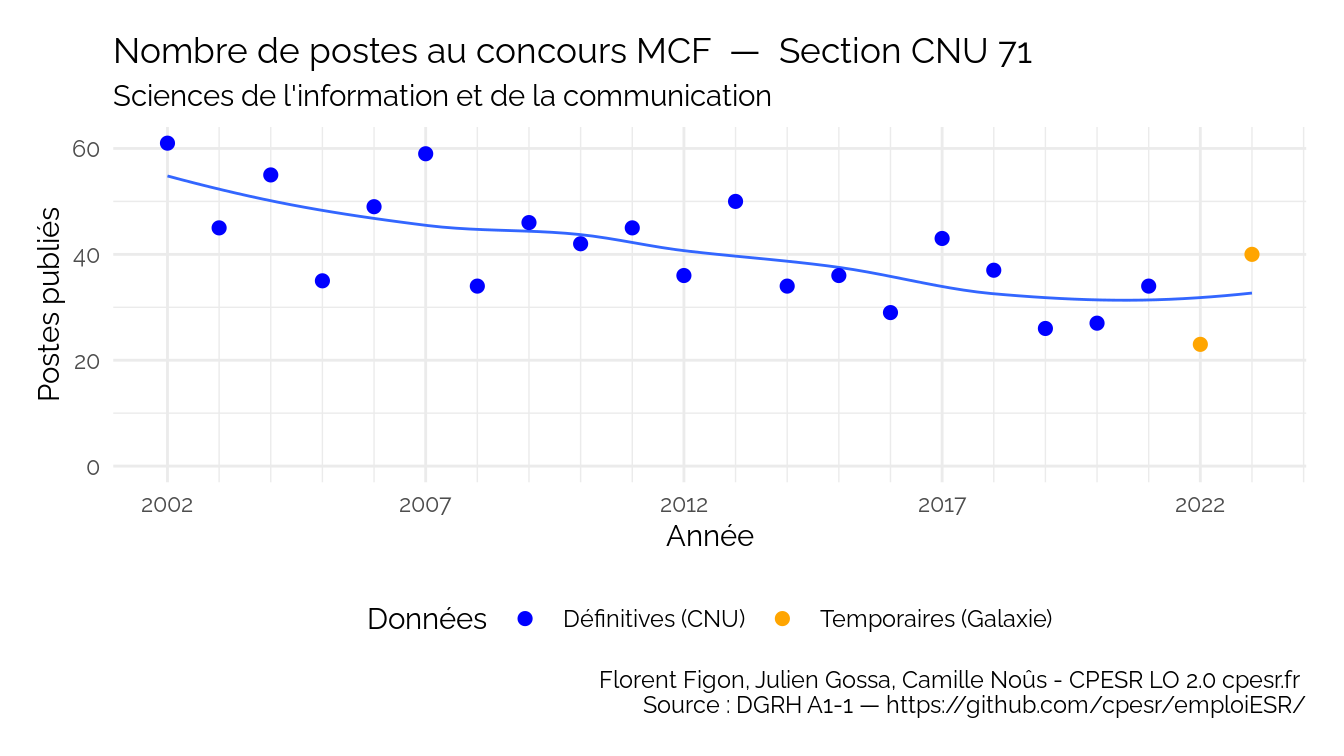 Nombre de postes au concours MCF — Section CNU 71
Sciences de l'information et de la communication
Postes publiés
60
40
20
0
2002 2007 2012 2017 2022
Année
Données Définitives (CNU) Temporaires (Galaxie)
Florent Figon, Julien Gossa, Camille Noûs - CPESR LO 2.0 cpesr.fr
Source : DGRH A1-1 — https://github.com/cpesr/emploiESR/